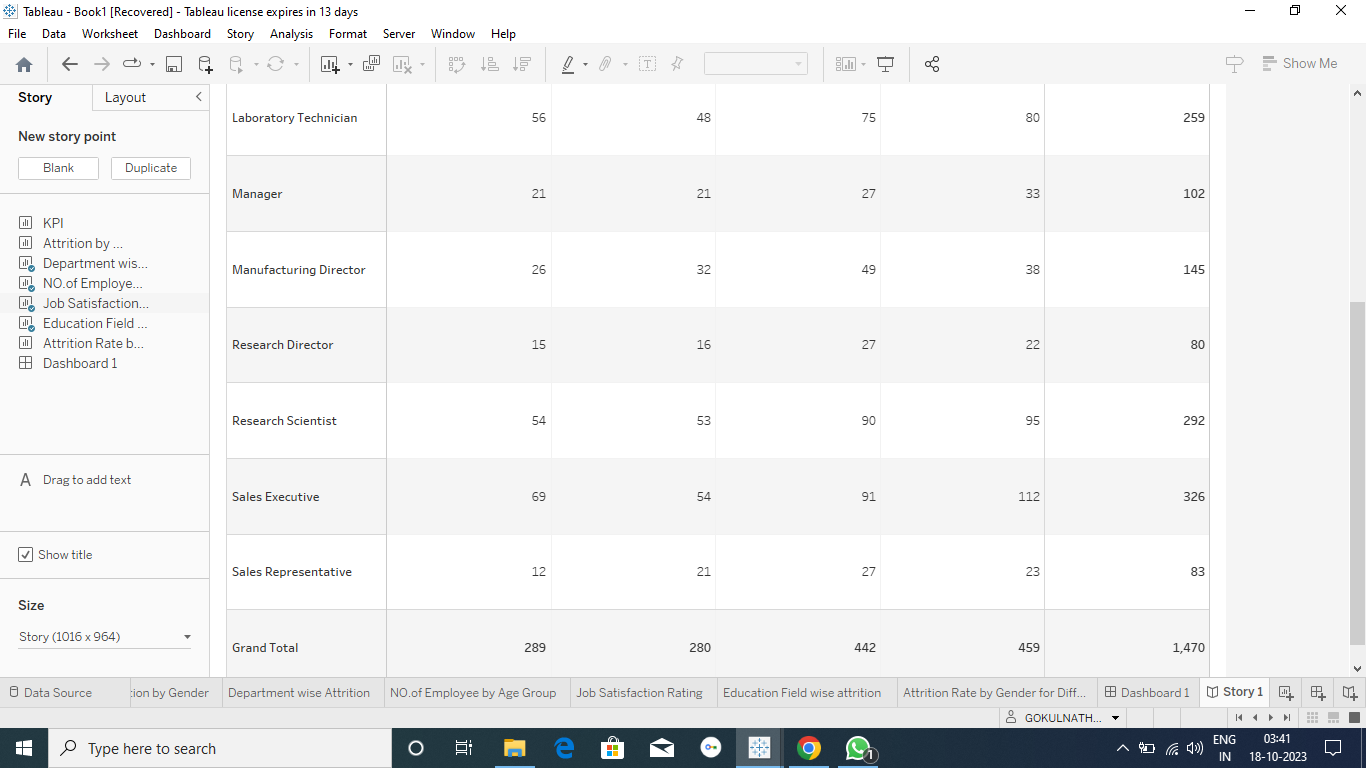 Tableau - Book1 [Recovered] - Tableau license expires in 13 days
File Data Worksheet Dashboard Story Analysis Format Server Window Help
Show Me
Story Layout
New story point
Blank Duplicate
KPI
Attrition by ...
Department wis...
NO.of Employe...
Job Satisfaction...
Education Field ...
Attrition Rate b...
Dashboard 1
A Drag to add text
Show title
Size
Story (1016 x 964)
Laboratory Technician 56 48 75 80 259
Manager 21 21 27 33 102
Manufacturing Director 26 32 49 38 145
Research Director 15 16 27 22 80
Research Scientist 54 53 90 95 292
Sales Executive 69 54 91 112 326
Sales Representative 12 21 27 23 83
Grand Total 289 280 442 459 1,470
Data Source tion by Gender Department wise Attrition NO.of Employee by Age Group Job Satisfaction Rating Education Field wise attrition Attrition Rate by Gender for Diff... Dashboard 1 Story 1
GOKULNATH...
Type here to search
1
ENG
IN
03:41
18-10-2023